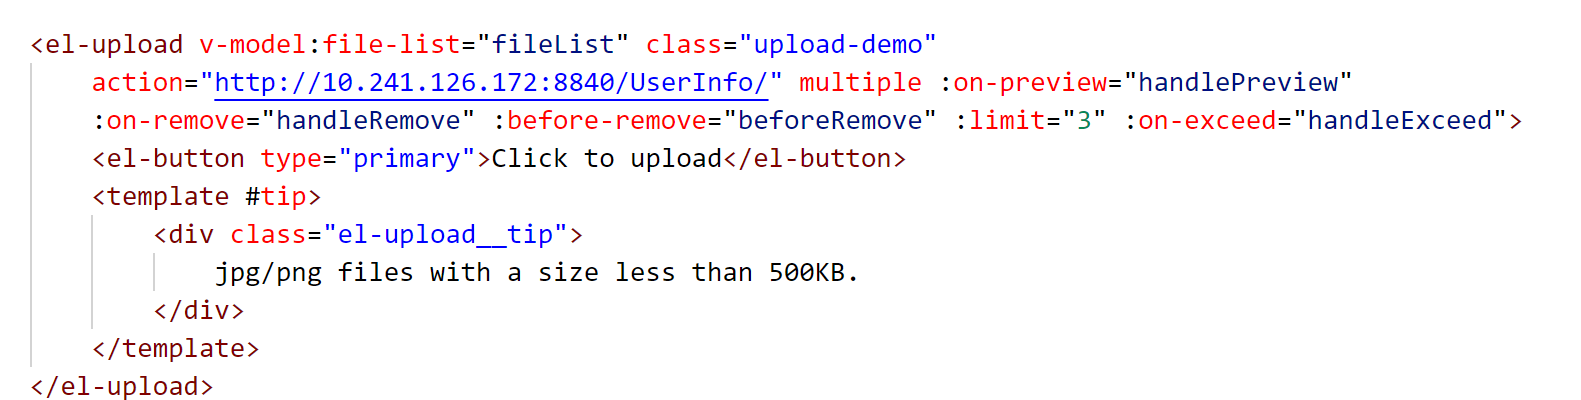 <el-upload v-model:file-list="fileList" class="upload-demo"
action="http://10.241.126.172:8840/UserInfo/" multiple :on-preview="handlePreview"
:on-remove="handleRemove" :before-remove="beforeRemove" :limit="3" :on-exceed="handleExceed">
<el-button type="primary">Click to upload</el-button>
<template #tip>
<div class="el-upload__tip">
jpg/png files with a size less than 500KB.
</div>
</template>
</el-upload>